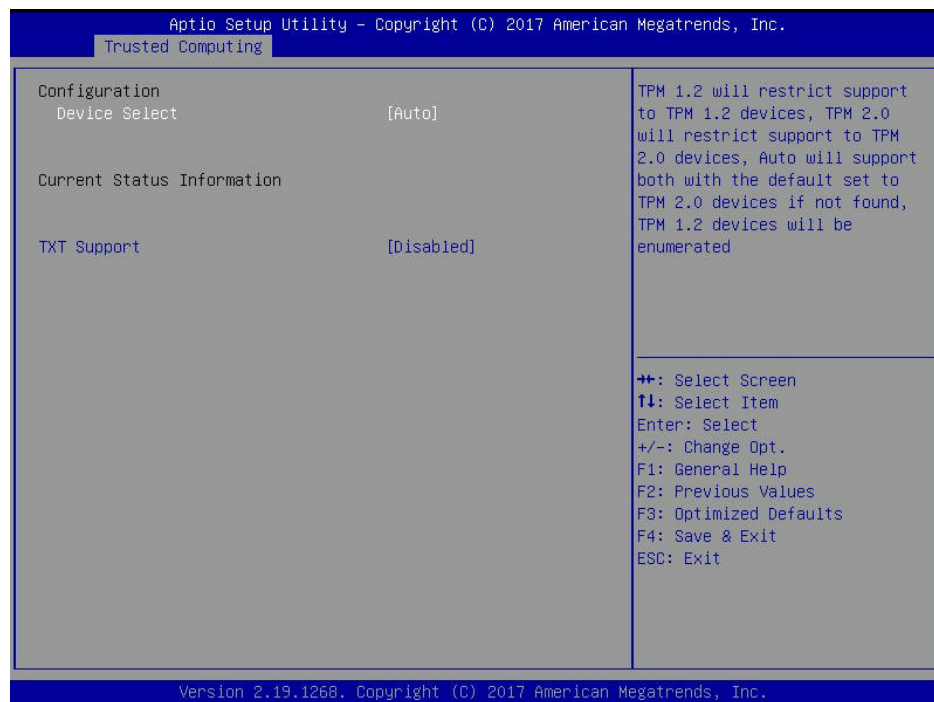 Aptio Setup Utility – Copyright (C) 2017 American Megatrends, Inc.
Trusted Computing
Configuration
Device Select [Auto]
Current Status Information
TXT Support [Disabled]
TPM 1.2 will restrict support
to TPM 1.2 devices, TPM 2.0
will restrict support to TPM
2.0 devices, Auto will support
both with the default set to
TPM 2.0 devices if not found,
TPM 1.2 devices will be
enumerated
→←: Select Screen
↑↓: Select Item
Enter: Select
+/-: Change Opt.
F1: General Help
F2: Previous Values
F3: Optimized Defaults
F4: Save & Exit
ESC: Exit
Version 2.19.1268. Copyright (C) 2017 American Megatrends, Inc.